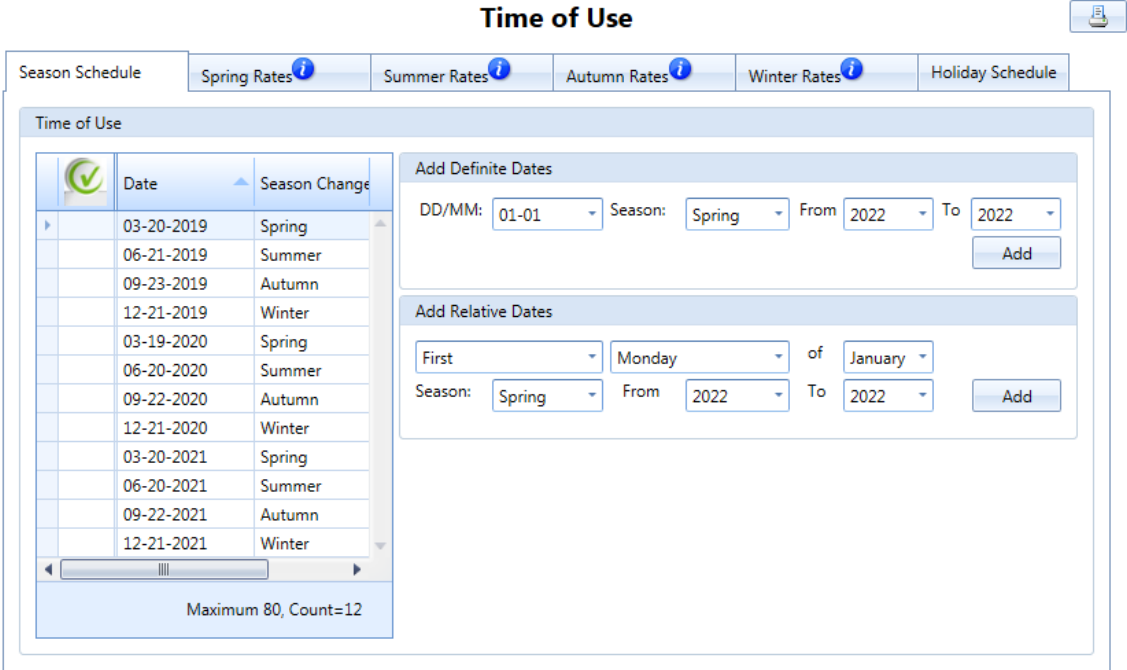 Time of Use
Season Schedule Spring Rates Summer Rates Autumn Rates Winter Rates Holiday Schedule
Time of Use
Date Season Change
03-20-2019 Spring
06-21-2019 Summer
09-23-2019 Autumn
12-21-2019 Winter
03-19-2020 Spring
06-20-2020 Summer
09-22-2020 Autumn
12-21-2020 Winter
03-20-2021 Spring
06-20-2021 Summer
09-22-2021 Autumn
12-21-2021 Winter
Maximum 80, Count=12
Add Definite Dates
DD/MM: 01-01 Season: Spring From 2022 To 2022
Add
Add Relative Dates
First Monday of January
Season: Spring From 2022 To 2022 Add